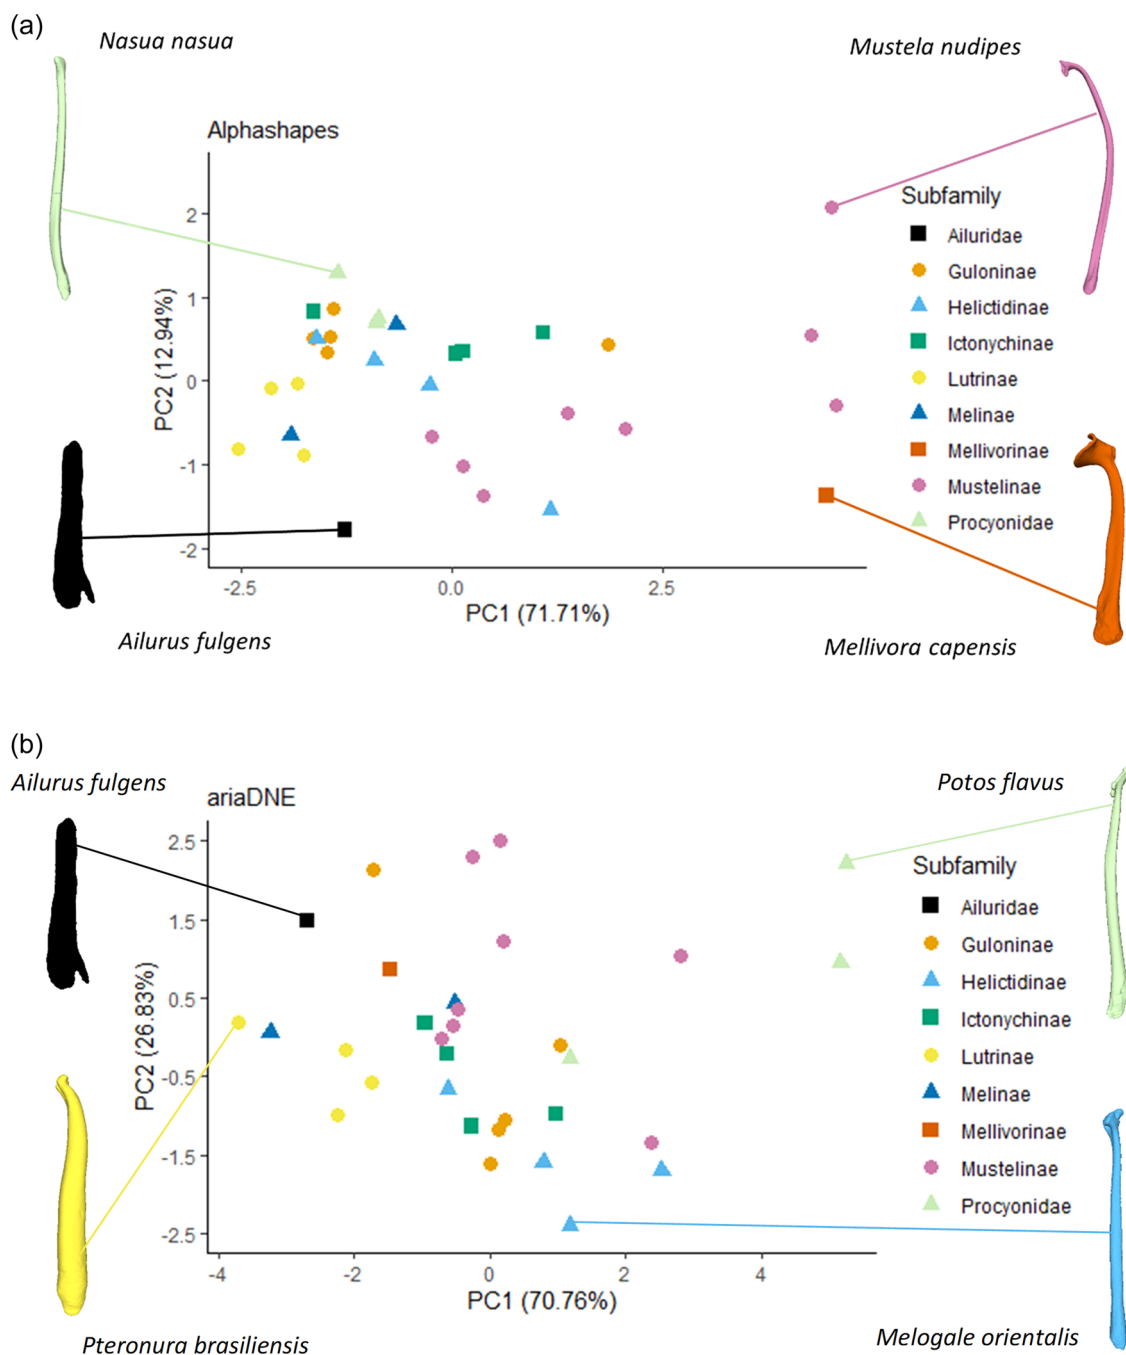 (a)
Nasua nasua
Mustela nudipes
Alphashapes
Subfamily
Ailuridae
Guloninae
Helictidinae
Ictonychinae
Lutrinae
Melinae
Mellivorinae
Mustelinae
Procyonidae
PC2 (12.94%)
2
1
0
-1
-2
-2.5
0.0
2.5
PC1 (71.71%)
Ailurus fulgens
Mellivora capensis
(b)
Ailurus fulgens
Potos flavus
ariaDNE
Subfamily
Ailuridae
Guloninae
Helictidinae
Ictonychinae
Lutrinae
Melinae
Mellivorinae
Mustelinae
Procyonidae
PC2 (26.83%)
2.5
1.5
0.5
-0.5
-1.5
-2.5
-4
-2
0
2
4
PC1 (70.76%)
Pteronura brasiliensis
Melogale orientalis